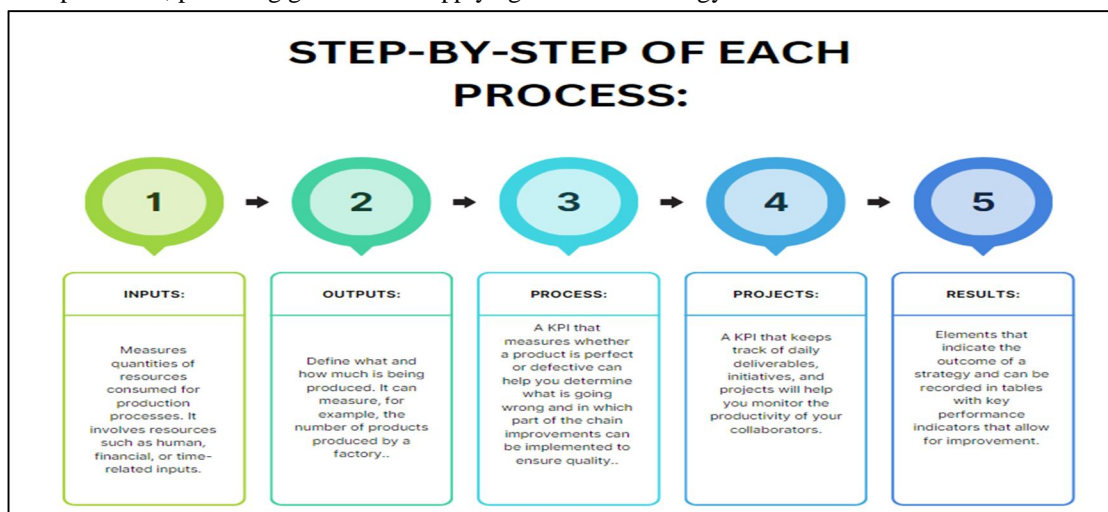 STEP-BY-STEP OF EACH
PROCESS:
1
2
3
4
5
INPUTS:
Measures
quantities of
resources
consumed for
production
processes. It
involves resources
such as human,
financial, or time-
related inputs.
OUTPUTS:
Define what and
how much is being
produced. It can
measure, for
example, the
number of products
produced by a
factory..
PROCESS:
A KPI that
measures whether
a product is perfect
or defective can
help you determine
what is going
wrong and in which
part of the chain
improvements can
be implemented to
ensure quality..
PROJECTS:
A KPI that keeps
track of daily
deliverables,
initiatives, and
projects will help
you monitor the
productivity of your
collaborators.
RESULTS:
Elements that
indicate the
outcome of a
strategy and can be
recorded in tables
with key
performance
indicators that allow
for improvement.